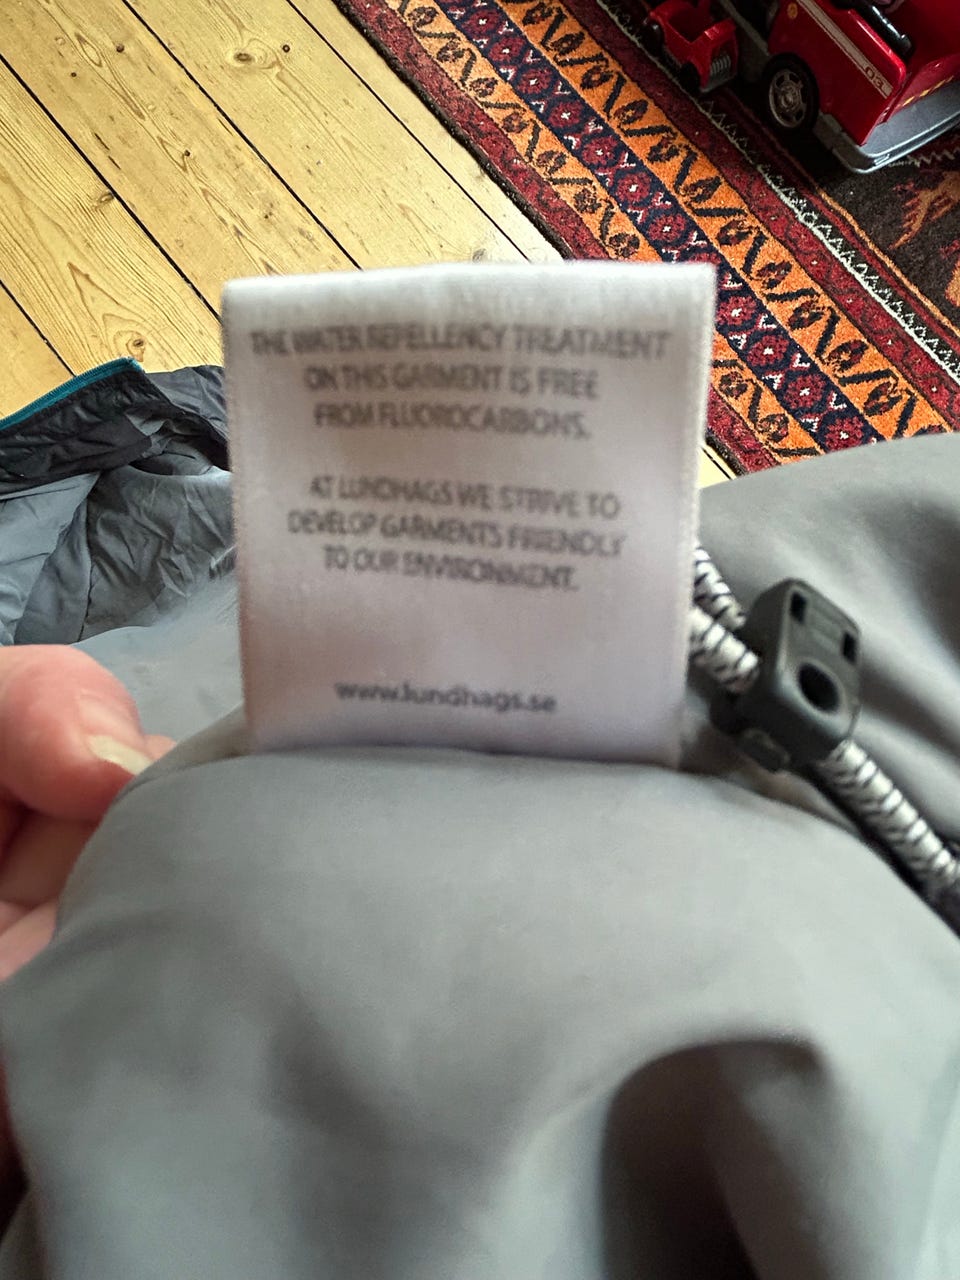 THE WATER REPELLENCY TREATMENT
ON THIS GARMENT IS FREE
FROM FLUOROCARBONS.
AT LUNDHAGS WE STRIVE TO
DEVELOP GARMENTS FRIENDLY
TO OUR ENVIRONMENT.
www.lundhags.se